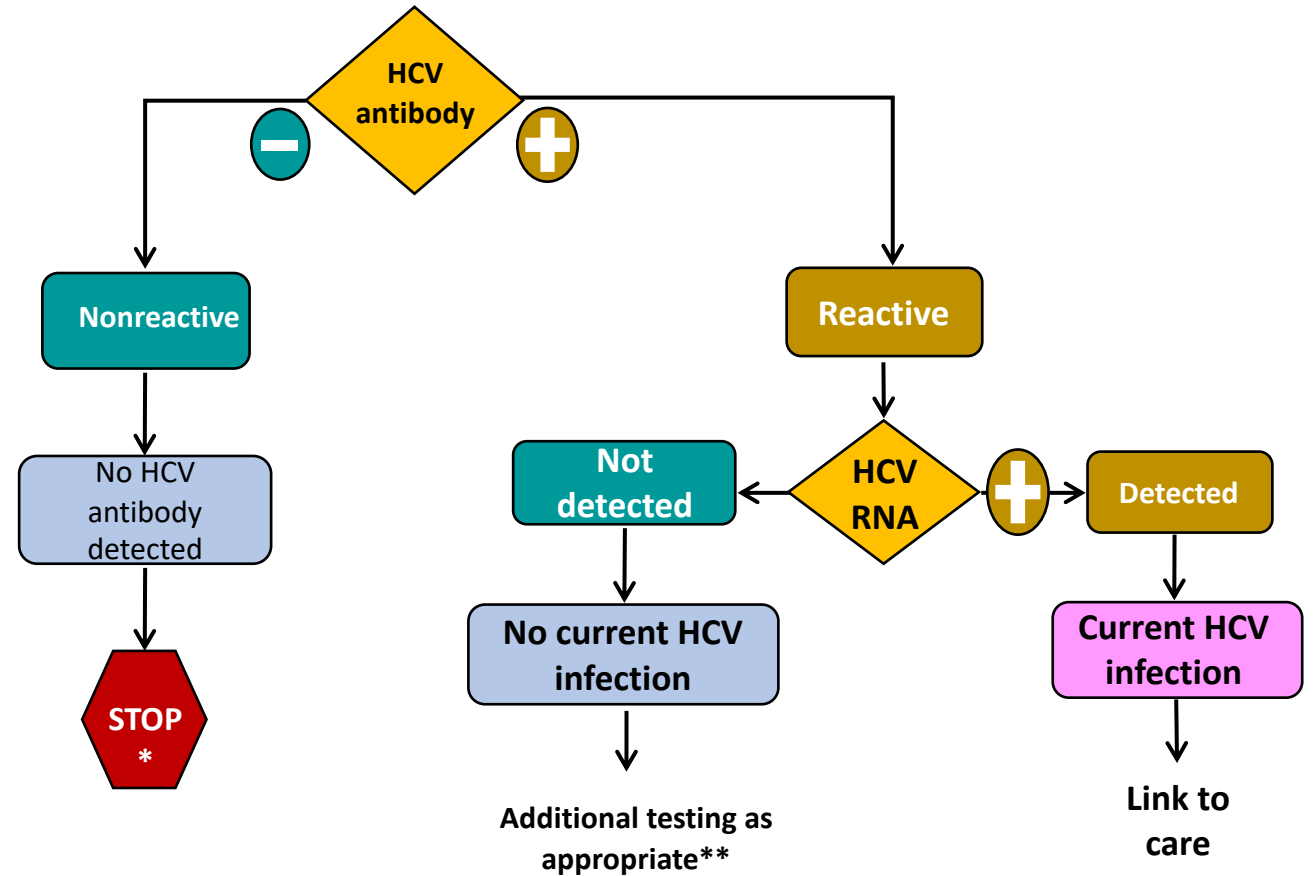 HCV
antibody
Nonreactive
Reactive
No HCV
antibody
detected
Not
detected
HCV
RNA
Detected
No current HCV
infection
Current HCV
infection
STOP
*
Additional testing as
appropriate**
Link to
care